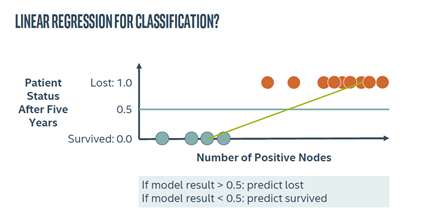 LINEAR REGRESSION FOR CLASSIFICATION?
Patient
Status
After Five
Years
Lost: 1.0
0.5
Survived: 0.0
Number of Positive Nodes
If model result > 0.5: predict lost
If model result < 0.5: predict survived